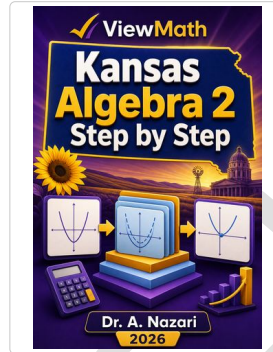 ViewMath
Kansas
Algebra 2
Step by Step
Dr. A. Nazari
2026